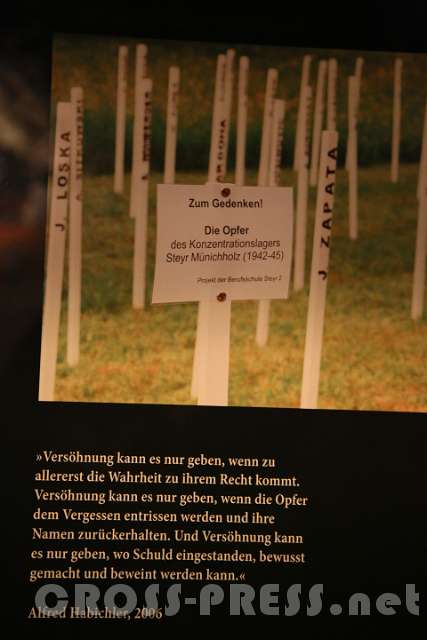 J. LOSKA
J. ZAPATA
Zum Gedenken!
Die Opfer
des Konzentrationslagers
Steyr Münichholz (1942-45)
Projekt der Berufsschule Steyr 2
»Versöhnung kann es nur geben, wenn zu
allererst die Wahrheit zu ihrem Recht kommt.
Versöhnung kann es nur geben, wenn die Opfer
dem Vergessen entrissen werden und ihre
Namen zurückerhalten. Und Versöhnung kann
es nur geben, wo Schuld eingestanden, bewusst
gemacht und beweint werden kann.«
Alfred Habichler, 2006
CROSS-PRESS.net